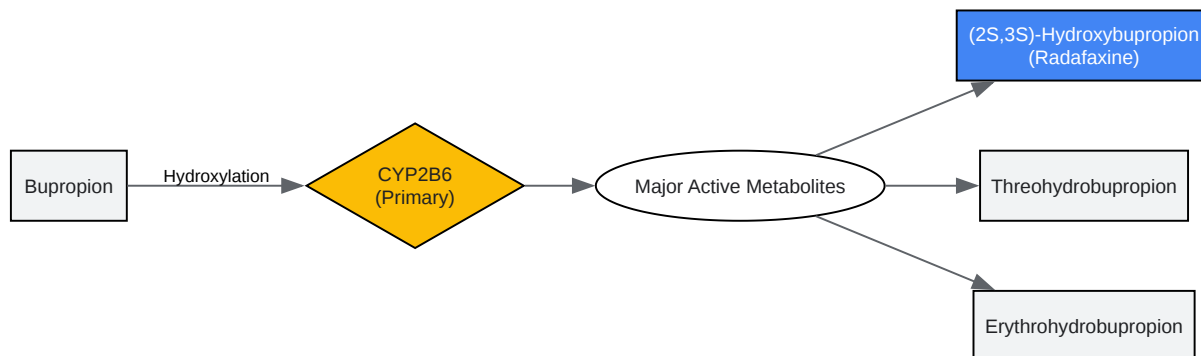 Bupropion
Hydroxylation
CYP2B6
(Primary)
Major Active Metabolites
(2S,3S)-Hydroxybupropion
(Radafaxine)
Threohydrobupropion
Erythrohydrobupropion